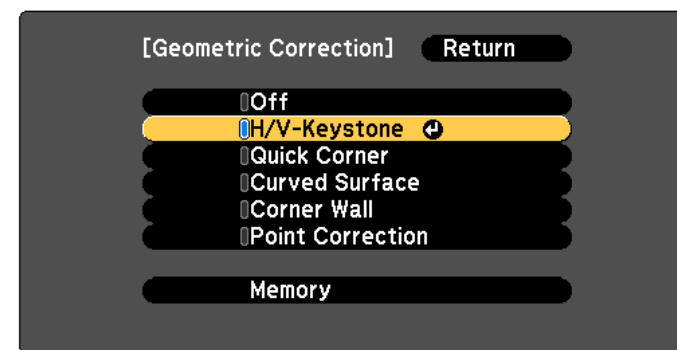 [Geometric Correction] Return
Off
H/V-Keystone
Quick Corner
Curved Surface
Corner Wall
Point Correction
Memory